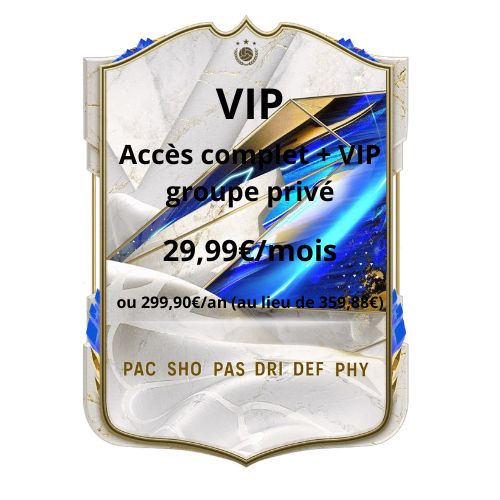 VIP
Accès complet + VIP
groupe privé
29,99€/mois
ou 299,90€/an (au lieu de 359,88€)
PAC SHO PAS DRI DEF PHY